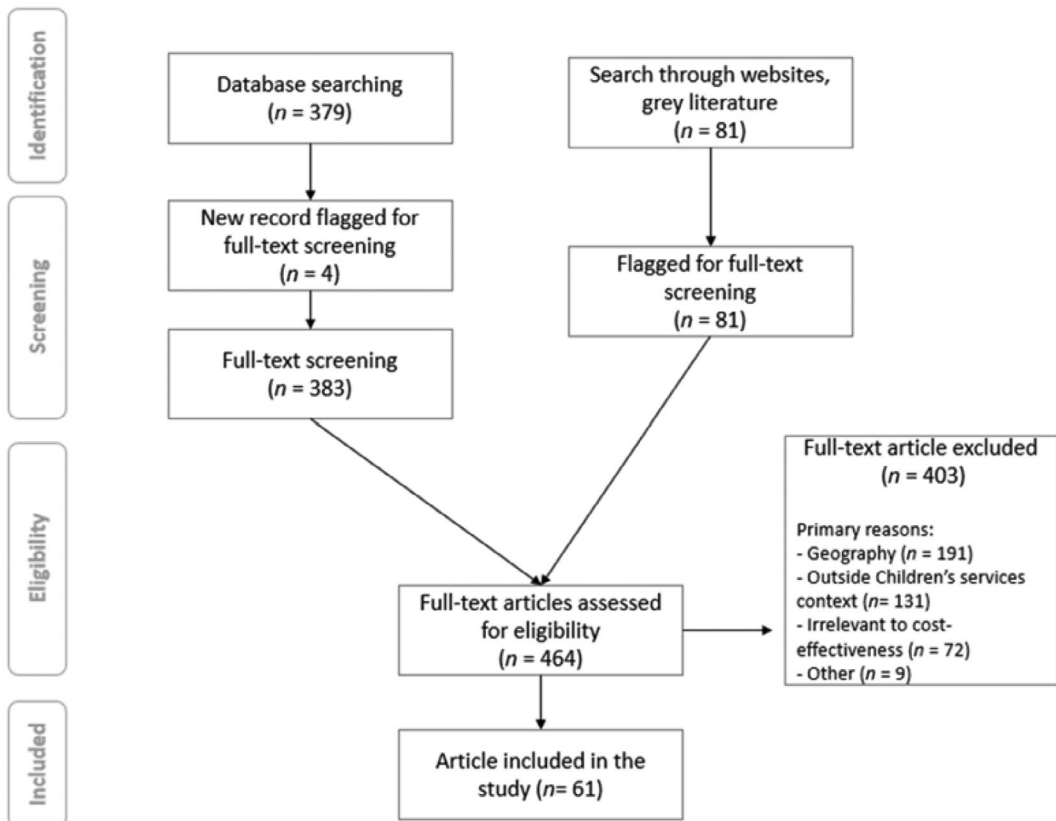 Identification
Database searching
(n = 379)
Search through websites,
grey literature
(n = 81)
Screening
New record flagged for
full-text screening
(n = 4)
Flagged for full-text
screening
(n = 81)
Full-text screening
(n = 383)
Eligibility
Full-text articles assessed
for eligibility
(n = 464)
Full-text article excluded
(n = 403)
Primary reasons:
- Geography (n = 191)
- Outside Children's services
context (n= 131)
- Irrelevant to cost-
effectiveness (n = 72)
- Other (n = 9)
Included
Article included in the
study (n= 61)